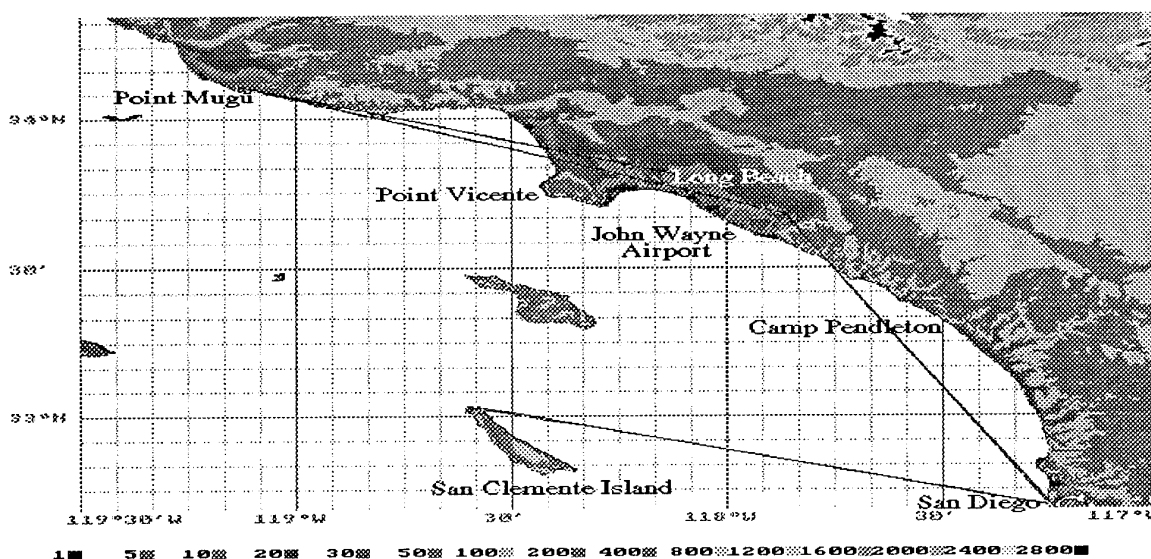 Point Mugu
34°N
Long Beach
Point Vicente
John Wayne
Airport
30'
Camp Pendleton
33°N
San Clemente Island
San Diego
119°30'W 119°W 30' 118°W 30' 117°W
1 5 10 20 30 50 100 200 400 800 1200 1600 2000 2400 2800